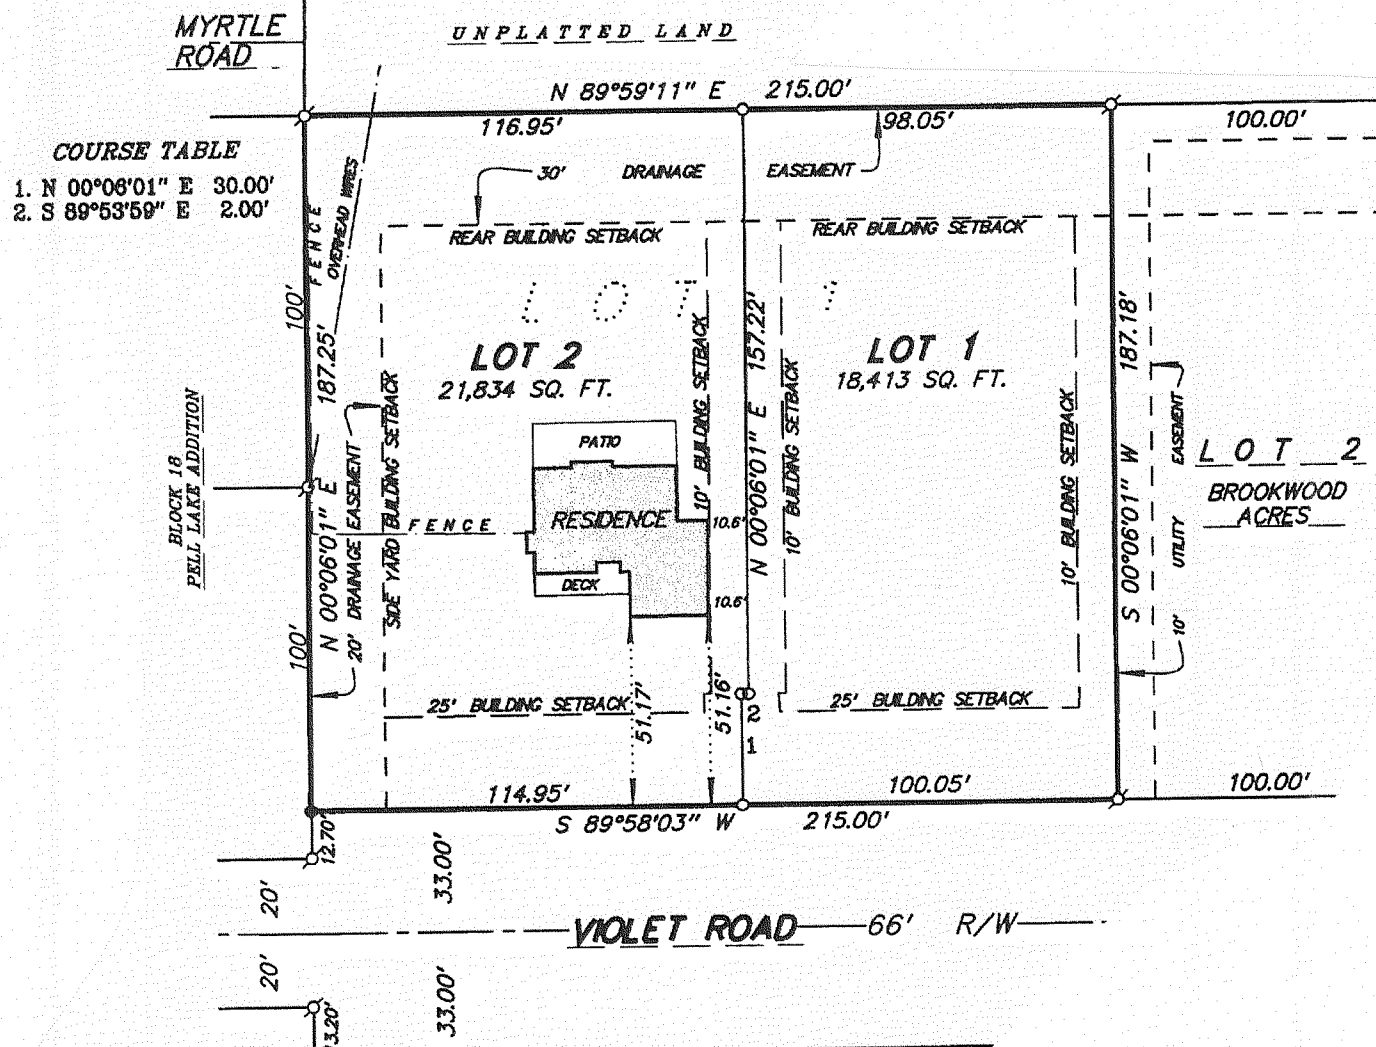 MYRTLE
ROAD
UNPLATTED LAND
N 89°59'11" E 215.00'
116.95'
98.05'
100.00'
COURSE TABLE
1. N 00°06'01" E 30.00'
2. S 89°53'59" E 2.00'
30' DRAINAGE EASEMENT
FENCE
OVERHEAD WIRES
REAR BUILDING SETBACK
REAR BUILDING SETBACK
LOT 1
100'
187.25'
N 00°06'01" E
LOT 2
21,834 SQ. FT.
10' BUILDING SETBACK
157.22'
N 00°06'01" E
LOT 1
18,413 SQ. FT.
10' BUILDING SETBACK
10' BUILDING SETBACK
187.18'
S 00°06'01" W
10' UTILITY EASEMENT
LOT 2
BROOKWOOD
ACRES
BLOCK 18
PELL LAKE ADDITION
20' DRAINAGE EASEMENT
SIDE YARD BUILDING SETBACK
PATIO
RESIDENCE
FENCE
10.6'
DECK
10.6'
100'
25' BUILDING SETBACK
51.17'
51.16'
2
1
25' BUILDING SETBACK
114.95'
100.05'
100.00'
S 89°58'03" W 215.00'
12.70'
33.00'
20'
VIOLET ROAD 66' R/W
20'
33.00'
13.20'